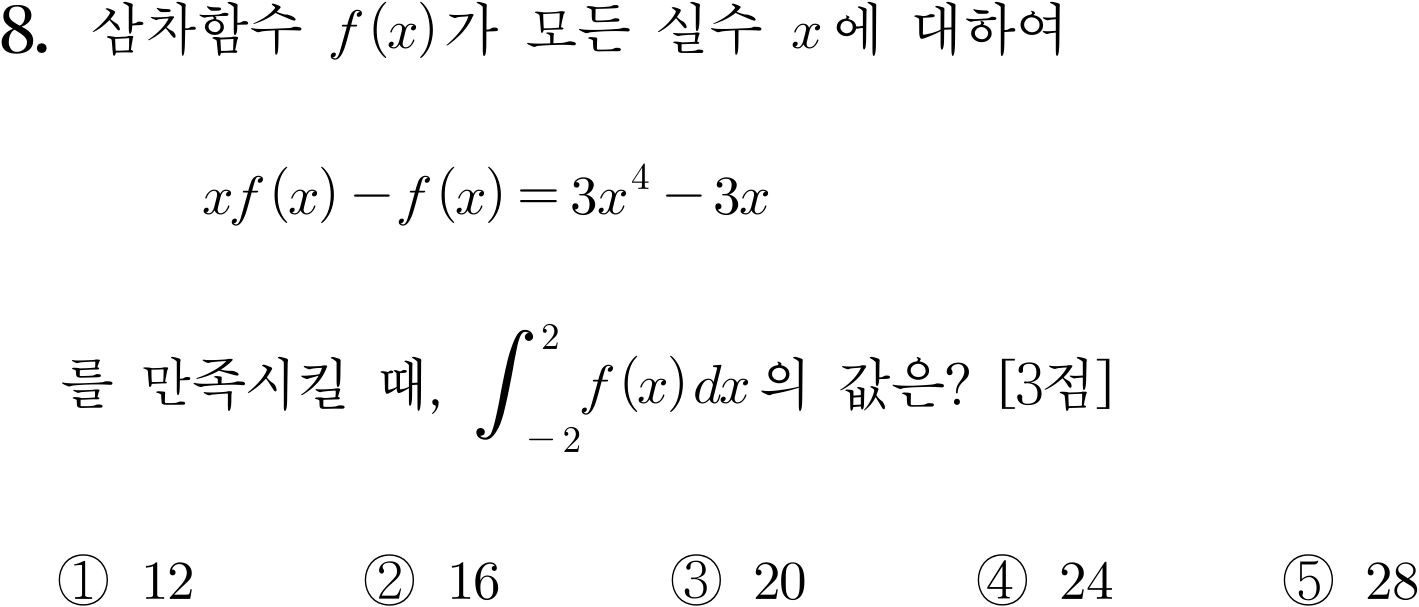 8. 삼차함수 f(x)가 모든 실수 x에 대하여
xf(x)−f(x)=3x⁴−3x
를 만족시킬 때, ∫₋₂² f(x)dx의 값은? [3점]
① 12 ② 16 ③ 20 ④ 24 ⑤ 28